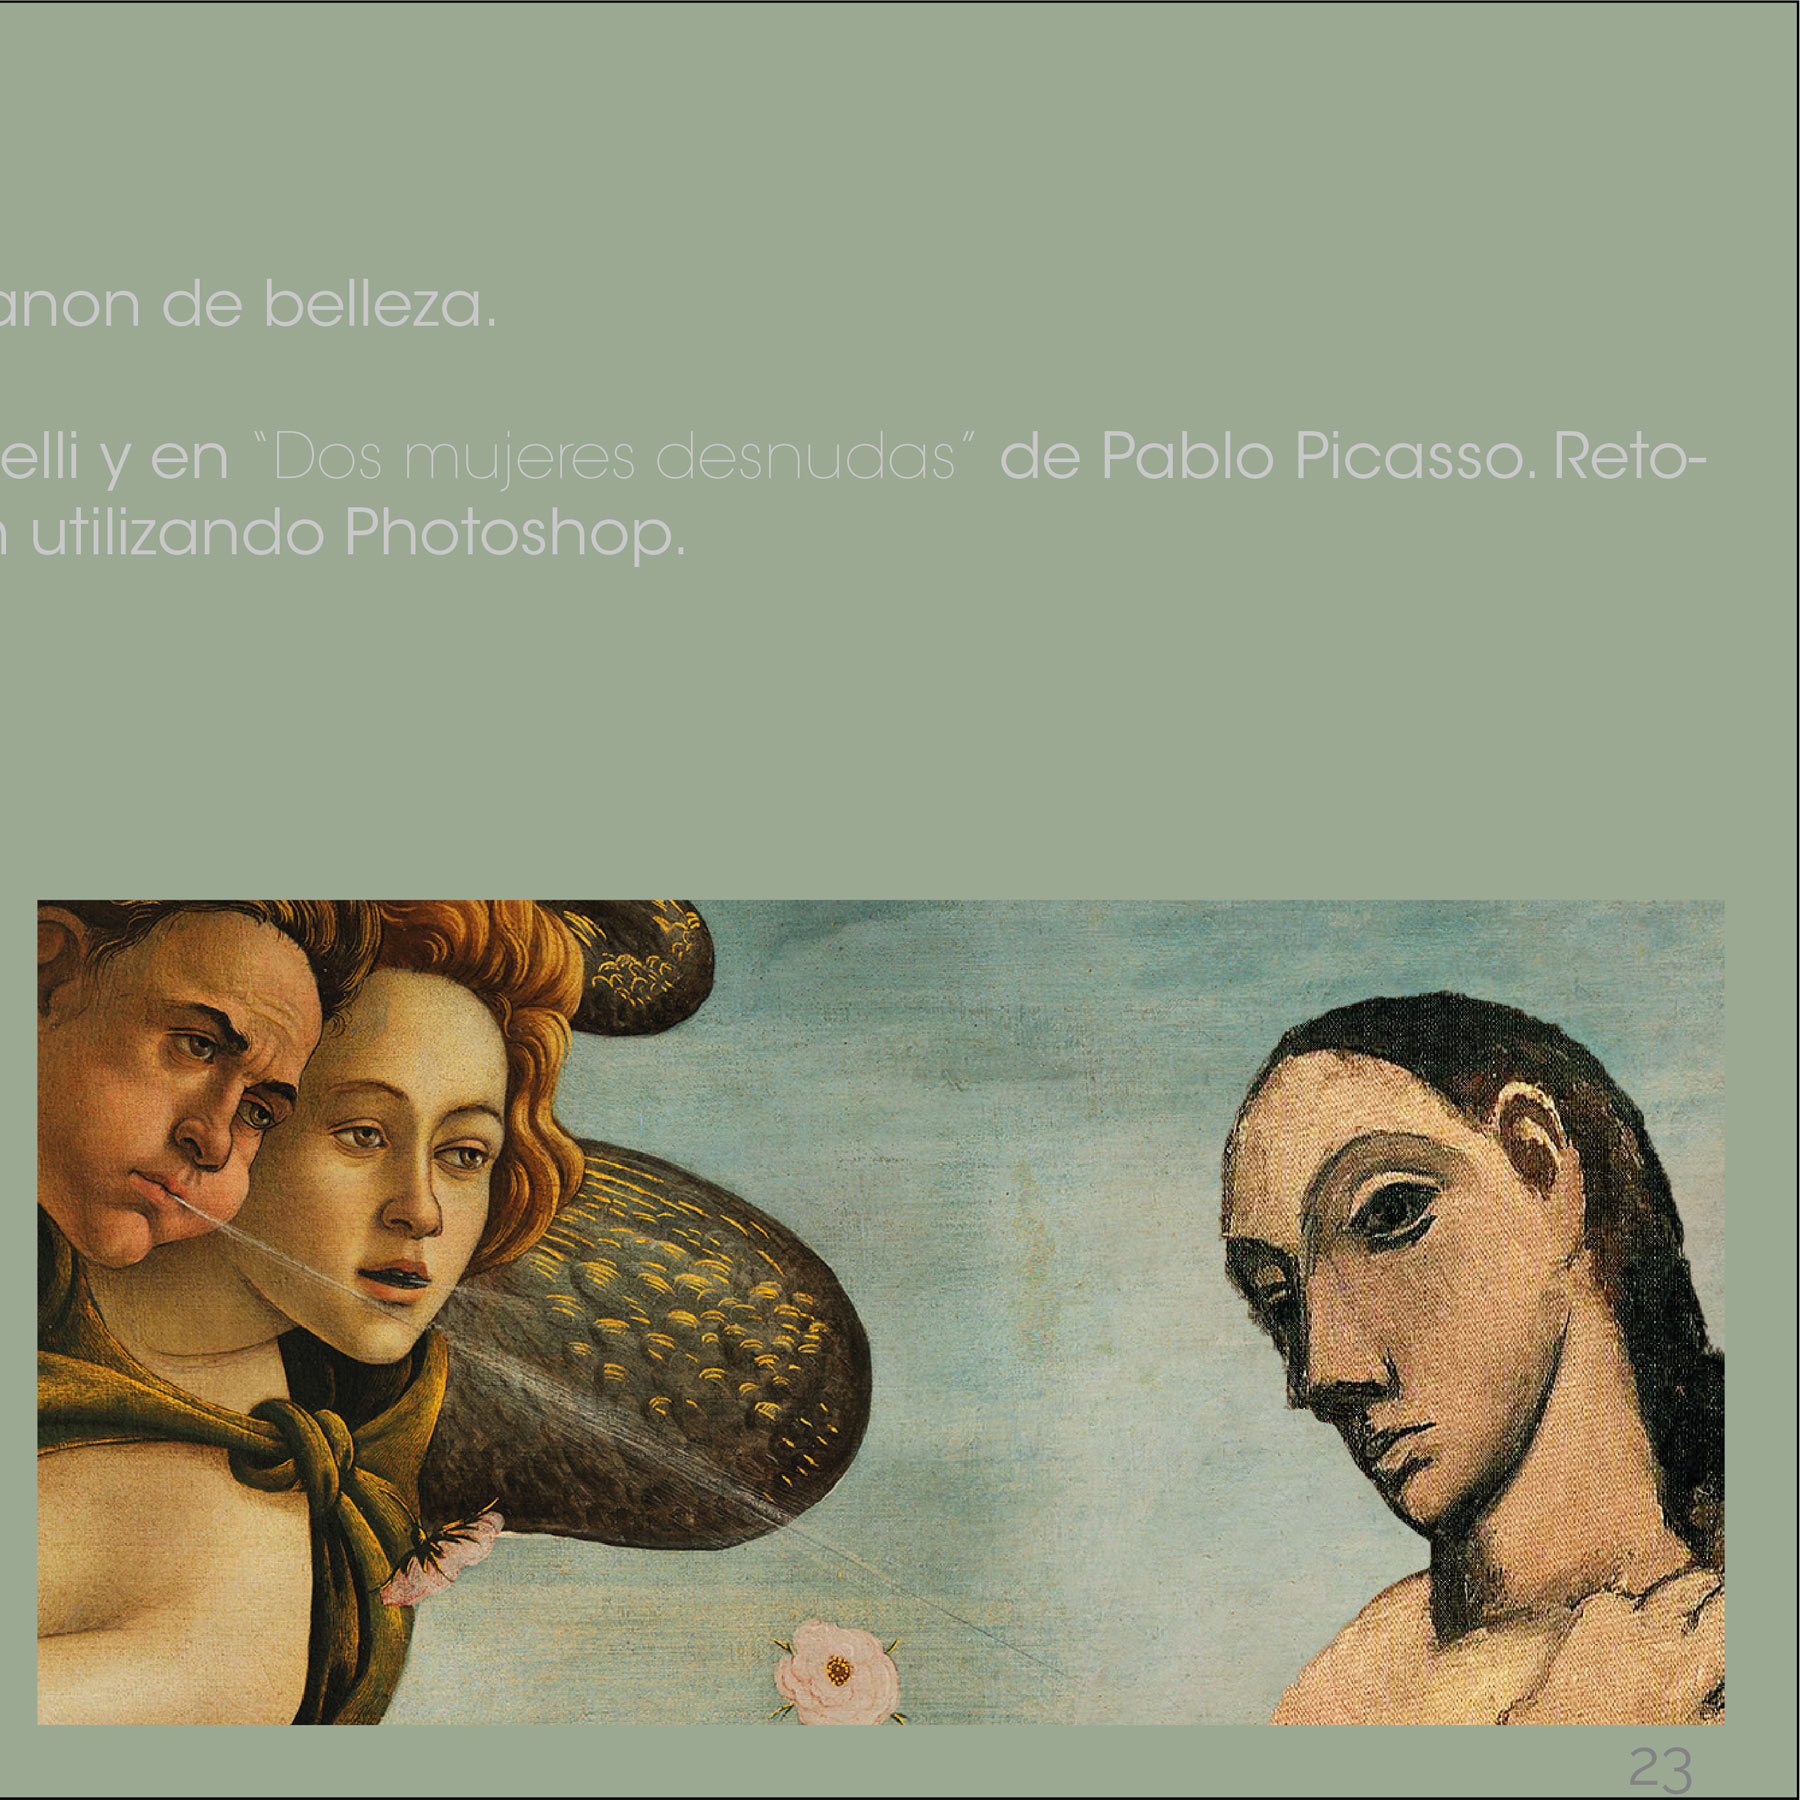 anon de belleza.
elli y en “Dos mujeres desnudas” de Pablo Picasso. Reto-
n utilizando Photoshop.
23